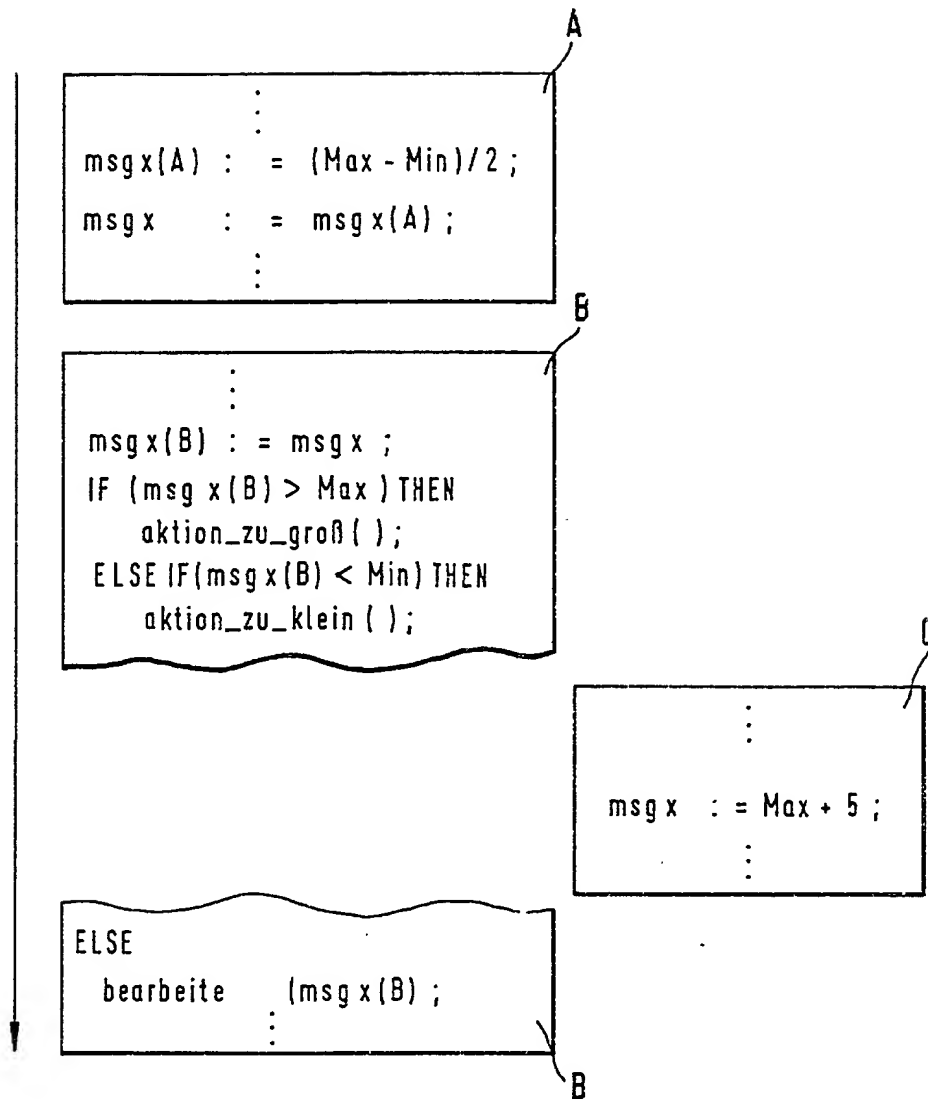 A
msgx(A) : = (Max - Min)/2 ;
msgx : = msgx(A) ;
B
msgx(B) : = msgx ;
IF (msg x(B) > Max ) THEN
aktion_zu_groß( );
ELSE IF(msgx(B) < Min) THEN
aktion_zu_klein( );
msgx : = Max + 5 ;
ELSE
bearbeite (msgx(B) ;
B